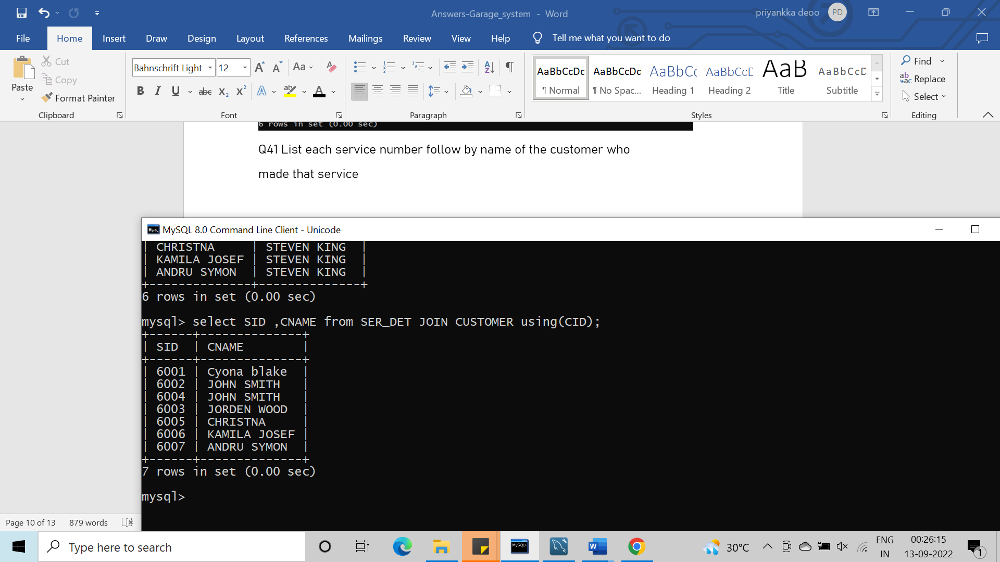 Answers-Garage_system - Word
priyankka deoo PD
File Home Insert Draw Design Layout References Mailings Review View Help Tell me what you want to do
Paste
Cut
Copy
Format Painter
Clipboard
Bahnschrift Light 12
Font
Paragraph
AaBbCcDc AaBbCcDc AaBbCc AaBbCcD AaB AaBbCcD
¶ Normal ¶ No Spac... Heading 1 Heading 2 Title Subtitle
Styles
Find
Replace
Select
Editing
6 rows in set (0.00 sec)
Q41 List each service number follow by name of the customer who
made that service
MySQL 8.0 Command Line Client - Unicode
| CHRISTNA | STEVEN KING |
| KAMILA JOSEF | STEVEN KING |
| ANDRU SYMON | STEVEN KING |
+--------------+--------------+
6 rows in set (0.00 sec)
mysql> select SID ,CNAME from SER_DET JOIN CUSTOMER using(CID);
+------+--------------+
| SID | CNAME |
+------+--------------+
| 6001 | Cyona blake |
| 6002 | JOHN SMITH |
| 6004 | JOHN SMITH |
| 6003 | JORDEN WOOD |
| 6005 | CHRISTNA |
| 6006 | KAMILA JOSEF |
| 6007 | ANDRU SYMON |
+------+--------------+
7 rows in set (0.00 sec)
mysql>
Page 10 of 13 879 words
Type here to search
30°C
ENG
IN
00:26:15
13-09-2022
1